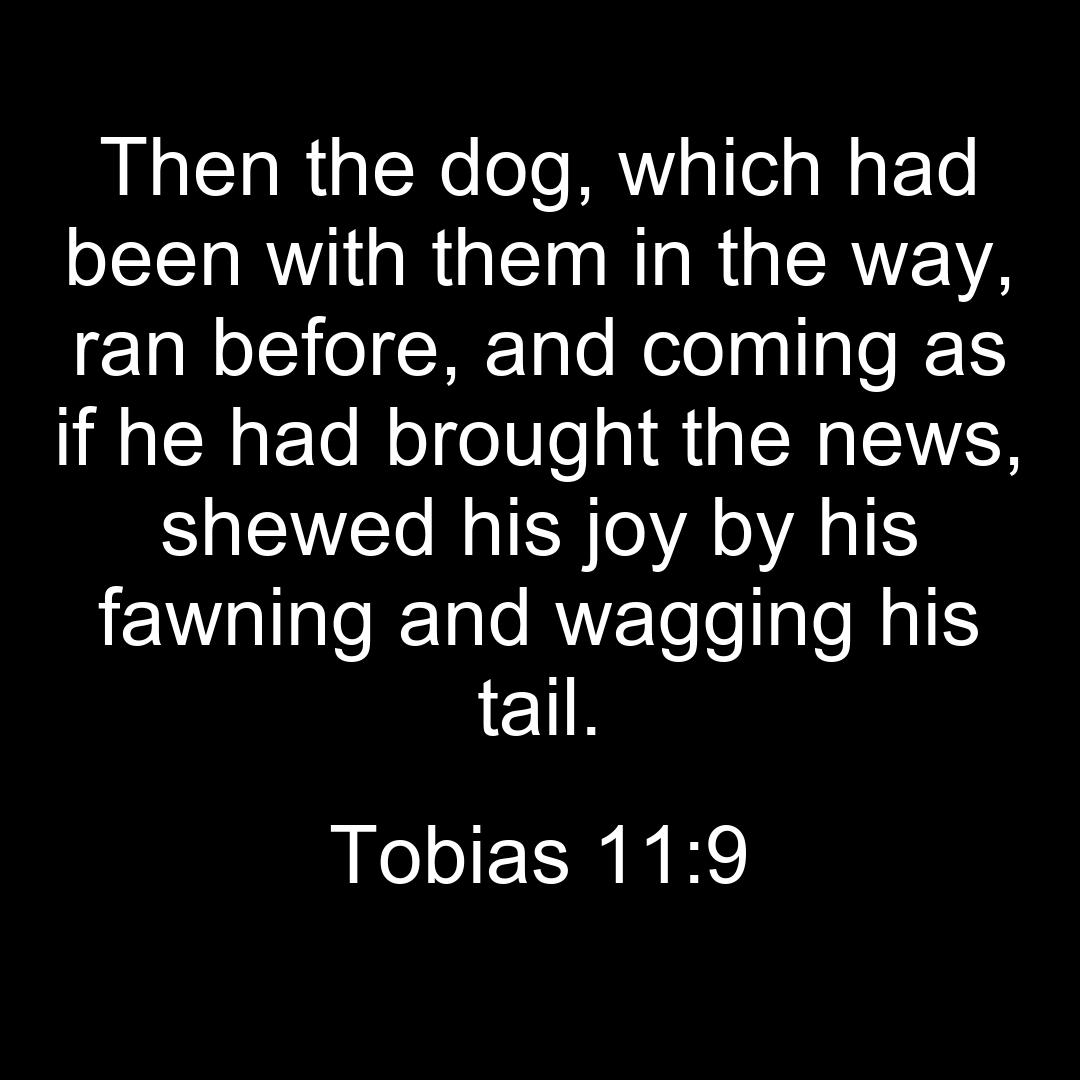 Then the dog, which had
been with them in the way,
ran before, and coming as
if he had brought the news,
shewed his joy by his
fawning and wagging his
tail.
Tobias 11:9